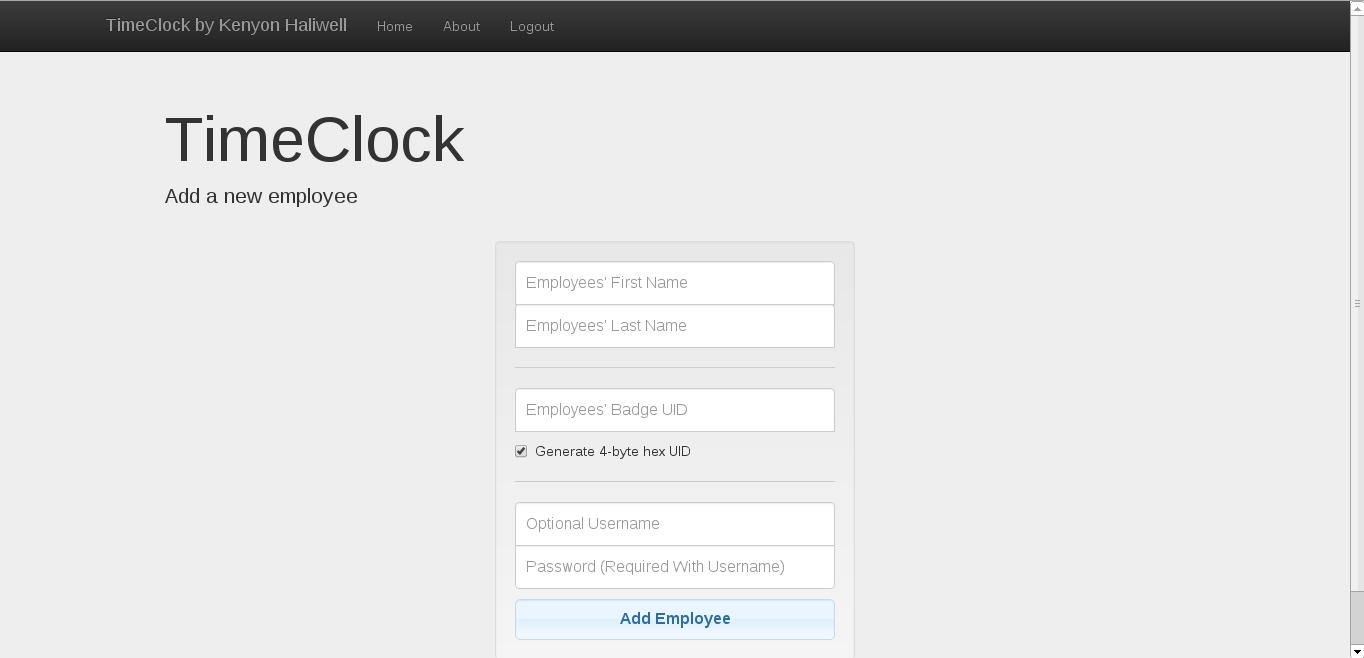 TimeClock by Kenyon Haliwell Home About Logout
TimeClock
Add a new employee
Employees' First Name
Employees' Last Name
Employees' Badge UID
Generate 4-byte hex UID
Optional Username
Password (Required With Username)
Add Employee